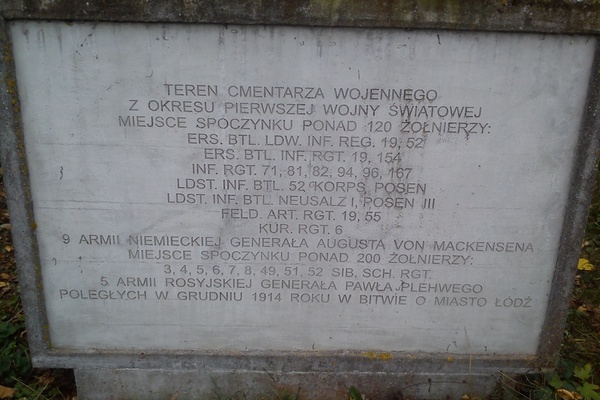 TEREN CMENTARZA WOJENNEGO
Z OKRESU PIERWSZEJ WOJNY ŚWIATOWEJ
MIEJSCE SPOCZYNKU PONAD 120 ŻOŁNIERZY:
ERS. BTL. LDW. INF. REG. 19, 52
ERS. BTL. INF. RGT. 19, 154
INF. RGT. 71, 81, 82, 94, 96, 167
LDST. INF. BTL. 52 KORPS, POSEN
LDST. INF. BTL. NEUSALZ I, POSEN III
FELD. ART. RGT. 19, 55
KÜR. RGT. 6
9 ARMII NIEMIECKIEJ GENERAŁA AUGUSTA VON MACKENSENA
MIEJSCE SPOCZYNKU PONAD 200 ŻOŁNIERZY:
3, 4, 5, 6, 7, 8, 49, 51, 52 SIB. SCH. RGT.
5. ARMII ROSYJSKIEJ GENERAŁA PAWŁA PLEHWEGO
POLEGŁYCH W GRUDNIU 1914 ROKU W BITWIE O MIASTO ŁÓDŹ